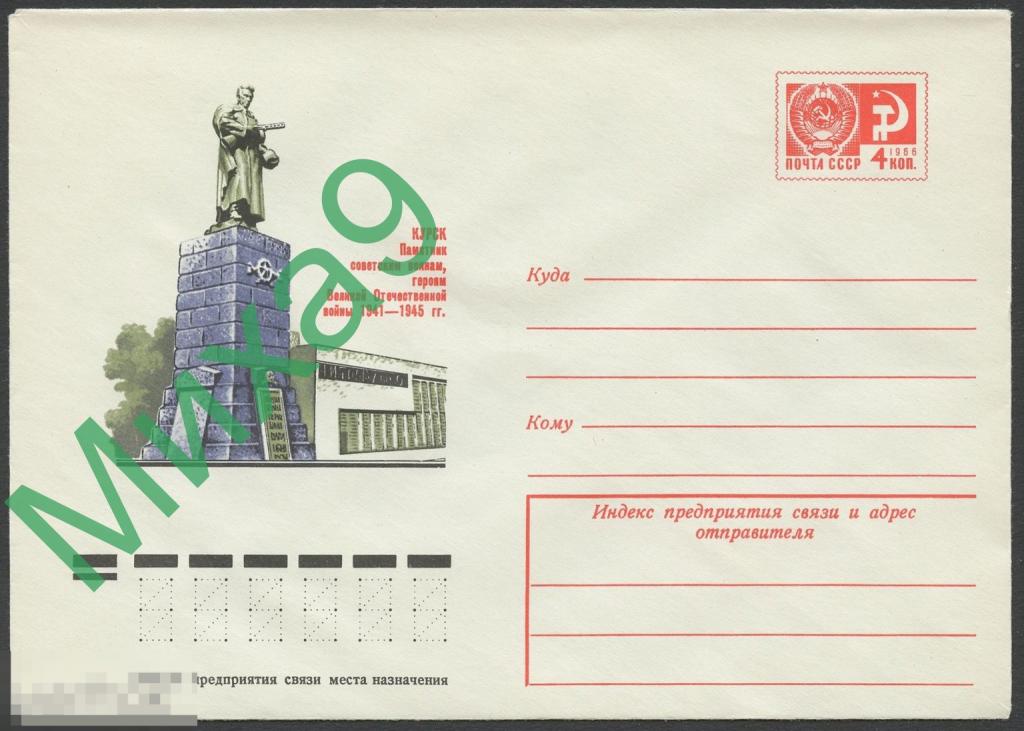 ПОЧТА СССР 4 1966 КОП.
КУРСК
Памятник
советским воинам,
героям
Великой Отечественной
войны 1941—1945 гг.
Миха9
Куда
Кому
Индекс предприятия связи и адрес
отправителя
предприятия связи места назначения